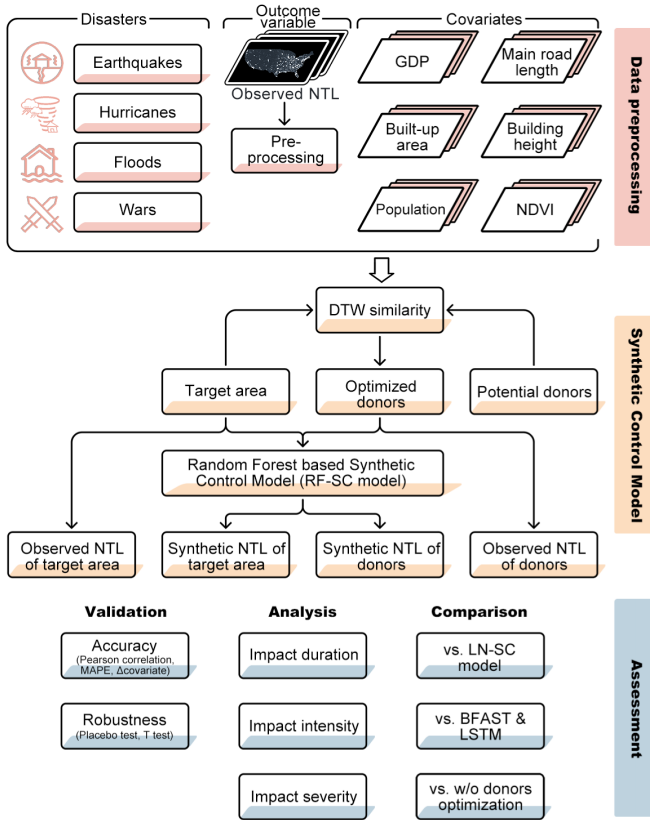 Disasters
Outcome
variable
Covariates
Earthquakes
Hurricanes
Floods
Wars
Observed NTL
Pre-
processing
GDP
Main road
length
Built-up
area
Building
height
Population
NDVI
Data preprocessing
DTW similarity
Target area
Optimized
donors
Potential donors
Random Forest based Synthetic
Control Model (RF-SC model)
Observed NTL
of target area
Synthetic NTL of
target area
Synthetic NTL of
donors
Observed NTL
of donors
Synthetic Control Model
Validation
Analysis
Comparison
Accuracy
(Pearson correlation,
MAPE, Δcovariate)
Impact duration
vs. LN-SC
model
Robustness
(Placebo test, T test)
Impact intensity
vs. BFAST &
LSTM
Impact severity
vs. w/o donors
optimization
Assessment